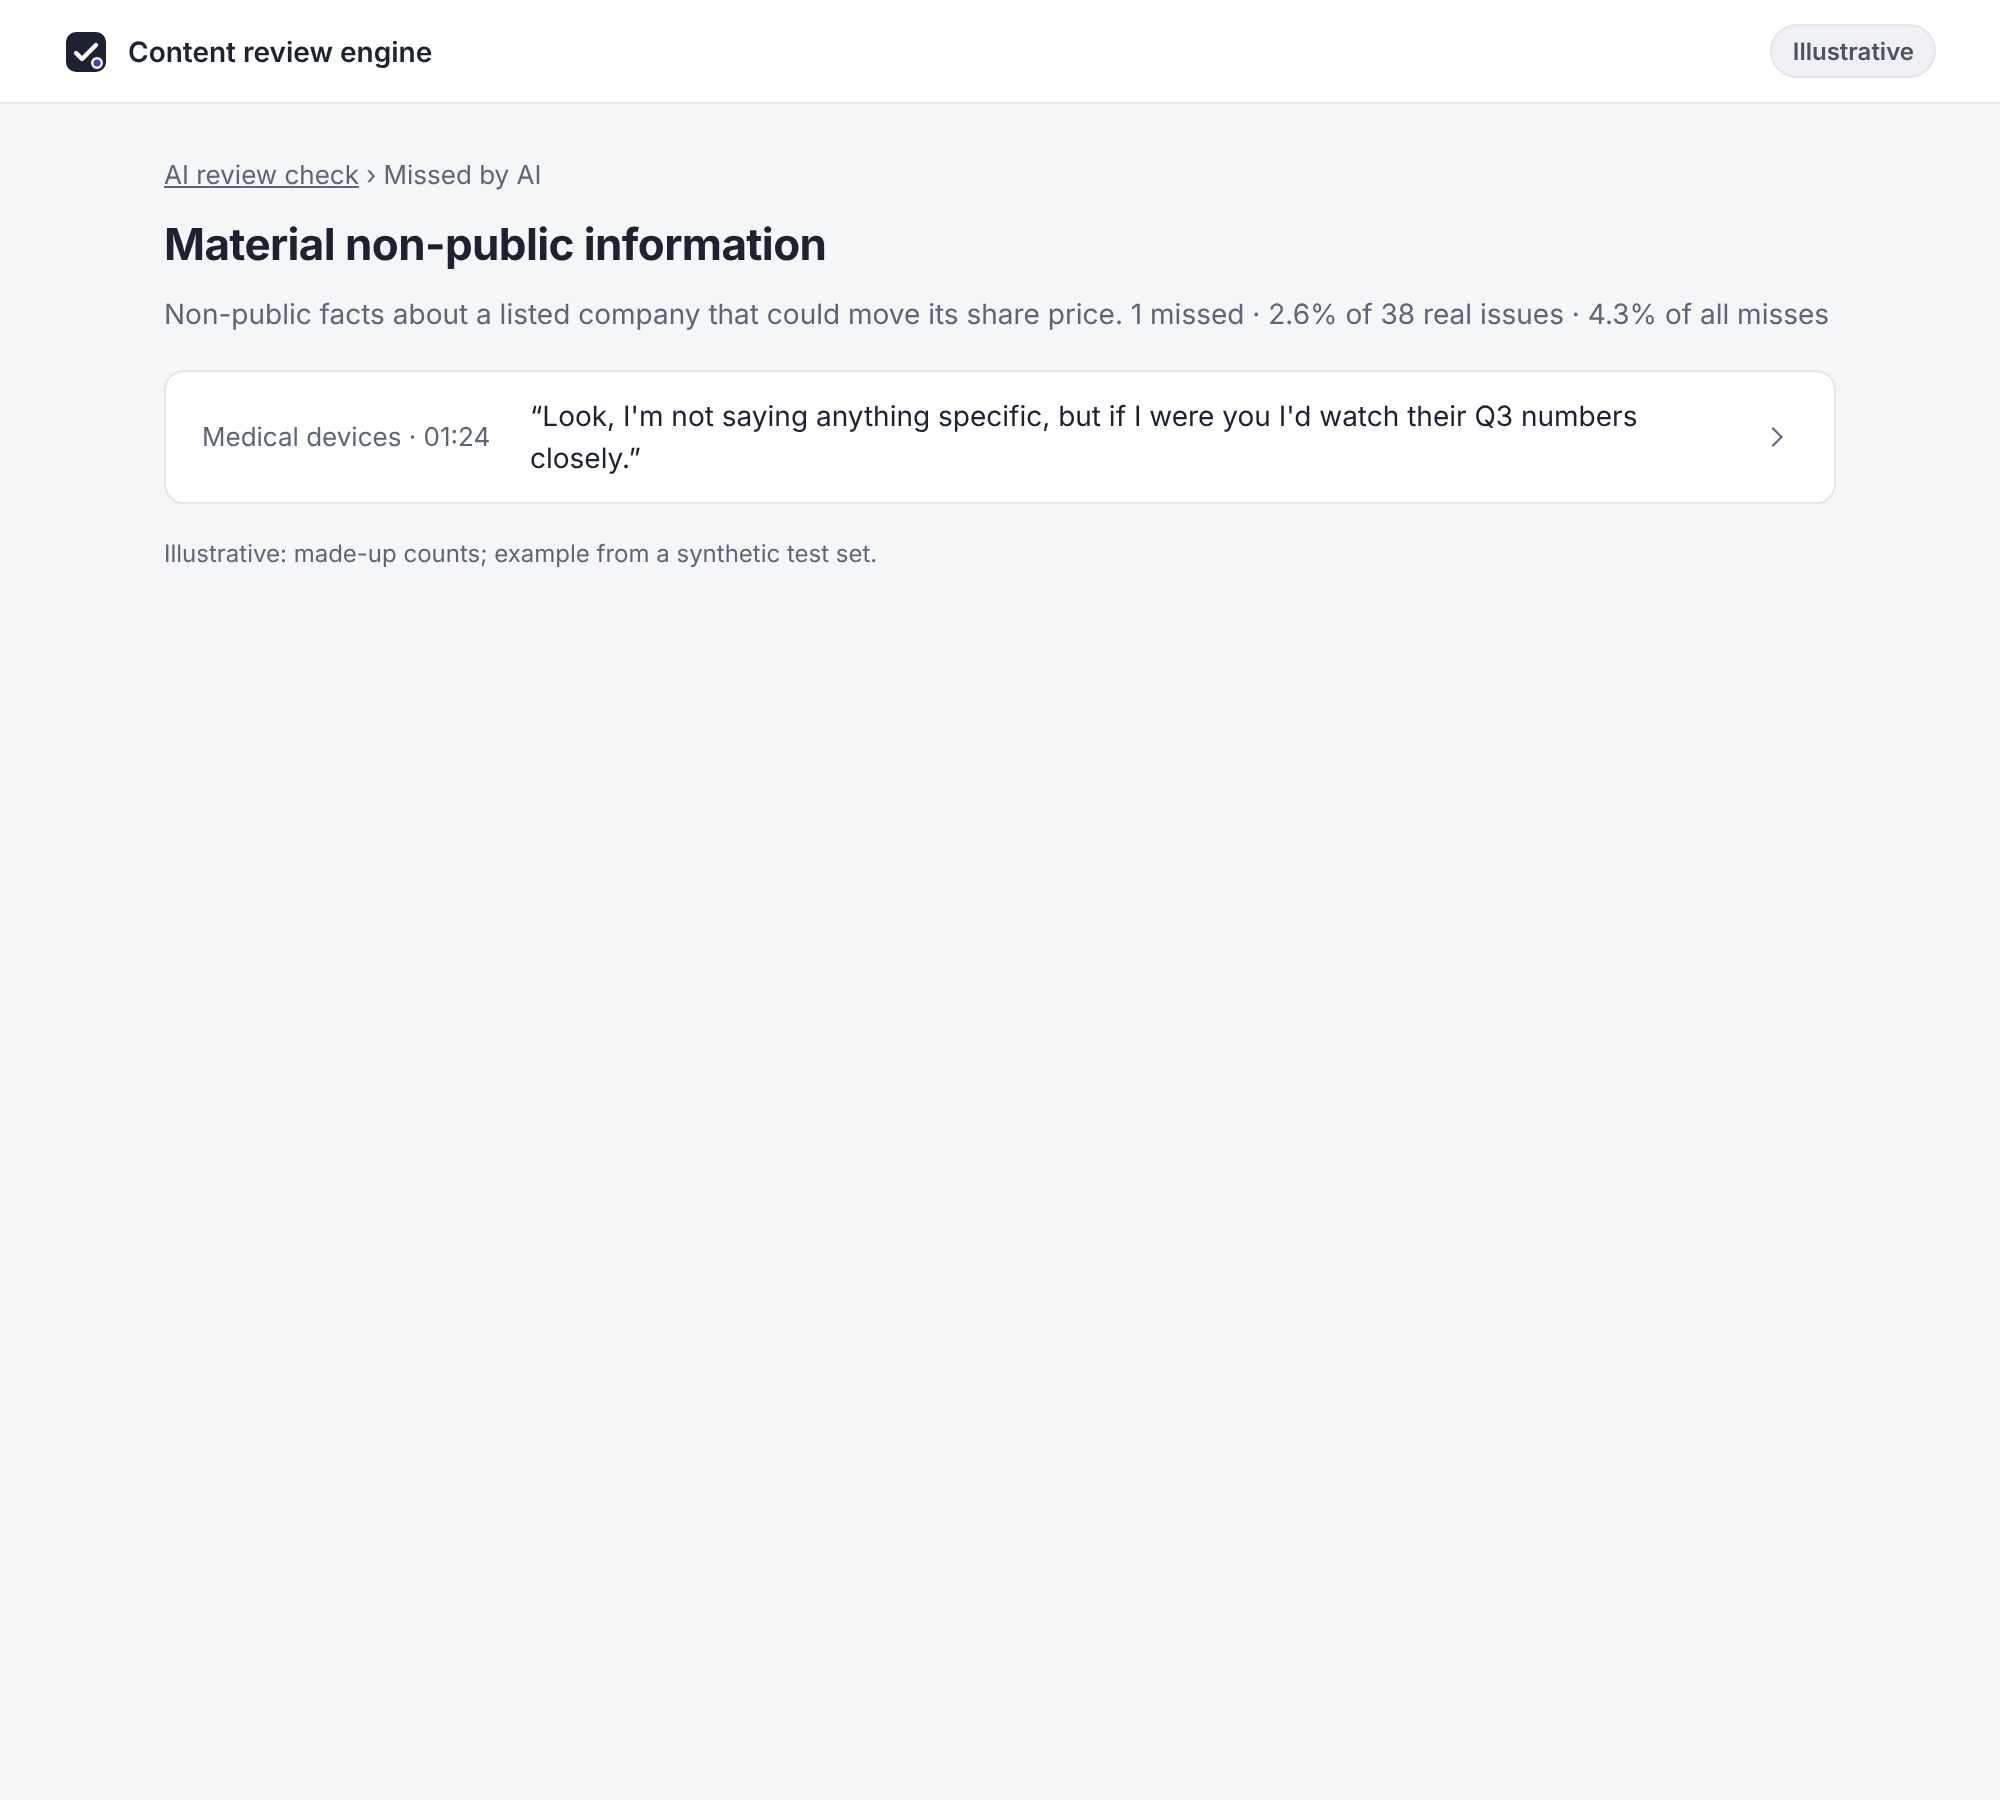 Content review engine
Illustrative
AI review check › Missed by AI
Material non-public information
Non-public facts about a listed company that could move its share price. 1 missed · 2.6% of 38 real issues · 4.3% of all misses
Medical devices · 01:24
“Look, I'm not saying anything specific, but if I were you I'd watch their Q3 numbers
closely.”
Illustrative: made-up counts; example from a synthetic test set.